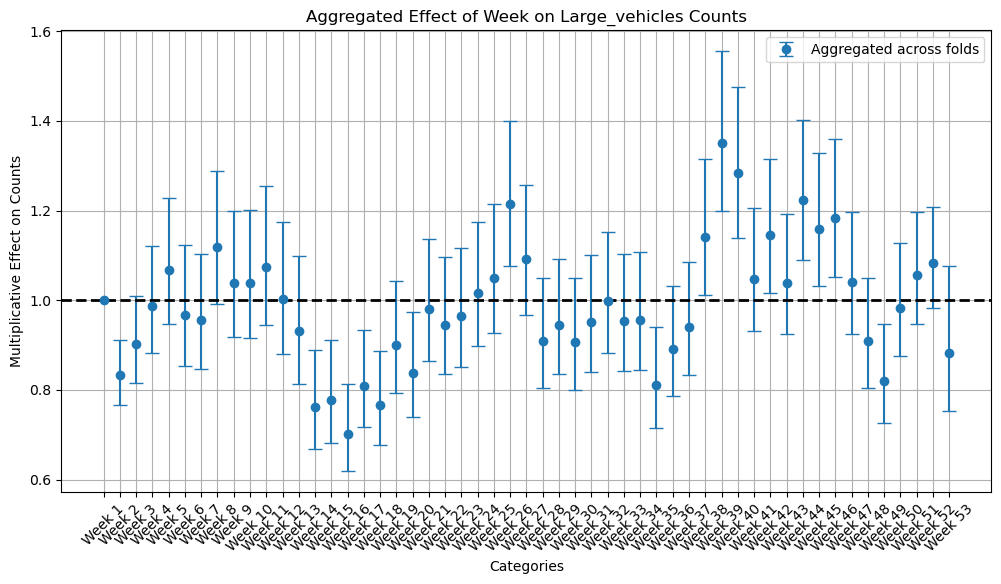 Aggregated Effect of Week on Large_vehicles Counts
Aggregated across folds
Multiplicative Effect on Counts
1.6
1.4
1.2
1.0
0.8
0.6
Week 1
Week 2
Week 3
Week 4
Week 5
Week 6
Week 7
Week 8
Week 9
Week 10
Week 11
Week 12
Week 13
Week 14
Week 15
Week 16
Week 17
Week 18
Week 19
Week 20
Week 21
Week 22
Week 23
Week 24
Week 25
Week 26
Week 27
Week 28
Week 29
Week 30
Week 31
Week 32
Week 33
Week 34
Week 35
Week 36
Week 37
Week 38
Week 39
Week 40
Week 41
Week 42
Week 43
Week 44
Week 45
Week 46
Week 47
Week 48
Week 49
Week 50
Week 51
Week 52
Week 53
Categories